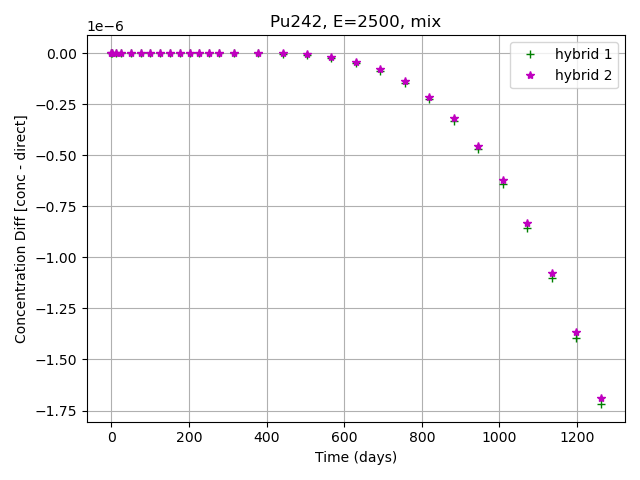 Pu242, E=2500, mix
1e−6
hybrid 1
hybrid 2
0.00
−0.25
−0.50
−0.75
−1.00
−1.25
−1.50
−1.75
Concentration Diff [conc - direct]
0 200 400 600 800 1000 1200
Time (days)